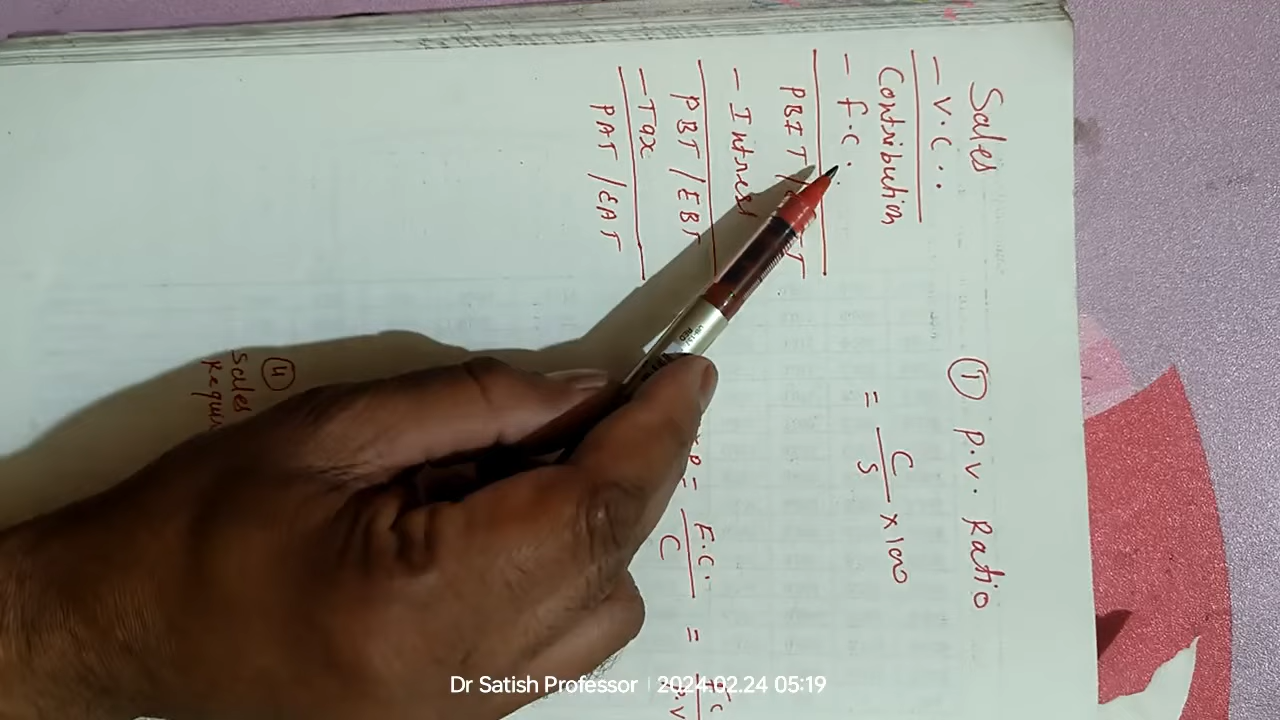 Sales
- V.C..
Contribution
- F.C.
PBIT /
- Intrest
PBT / EBT
- Tax
PAT / EAT
① P.V. Ratio
= C/S × 100
P = F.C./C =
④
Sales
Dr Satish Professor | 2024.02.24 05:19